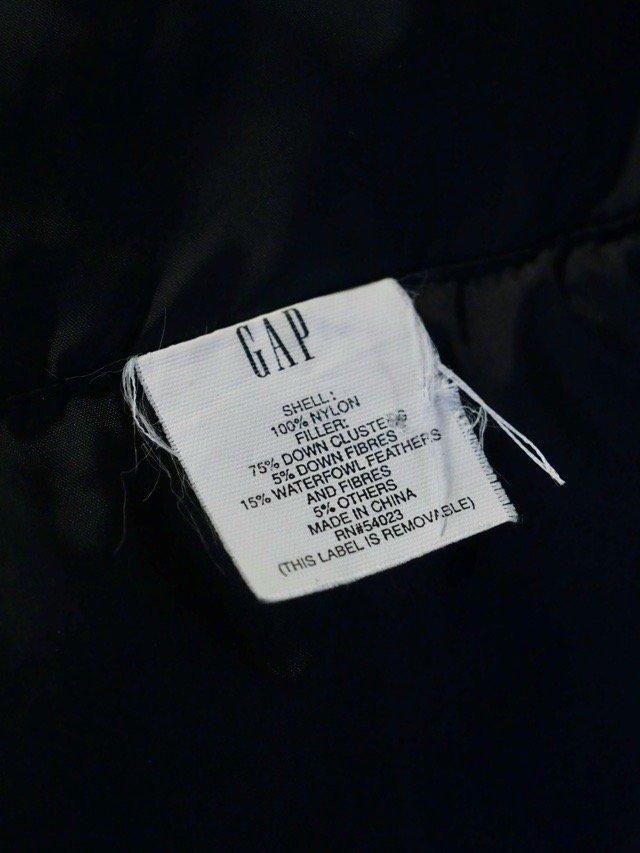 GAP
SHELL:
100% NYLON
FILLER:
75% DOWN CLUSTERS
5% DOWN FIBRES
15% WATERFOWL FEATHERS
AND FIBRES
5% OTHERS
MADE IN CHINA
RN#54023
(THIS LABEL IS REMOVABLE)